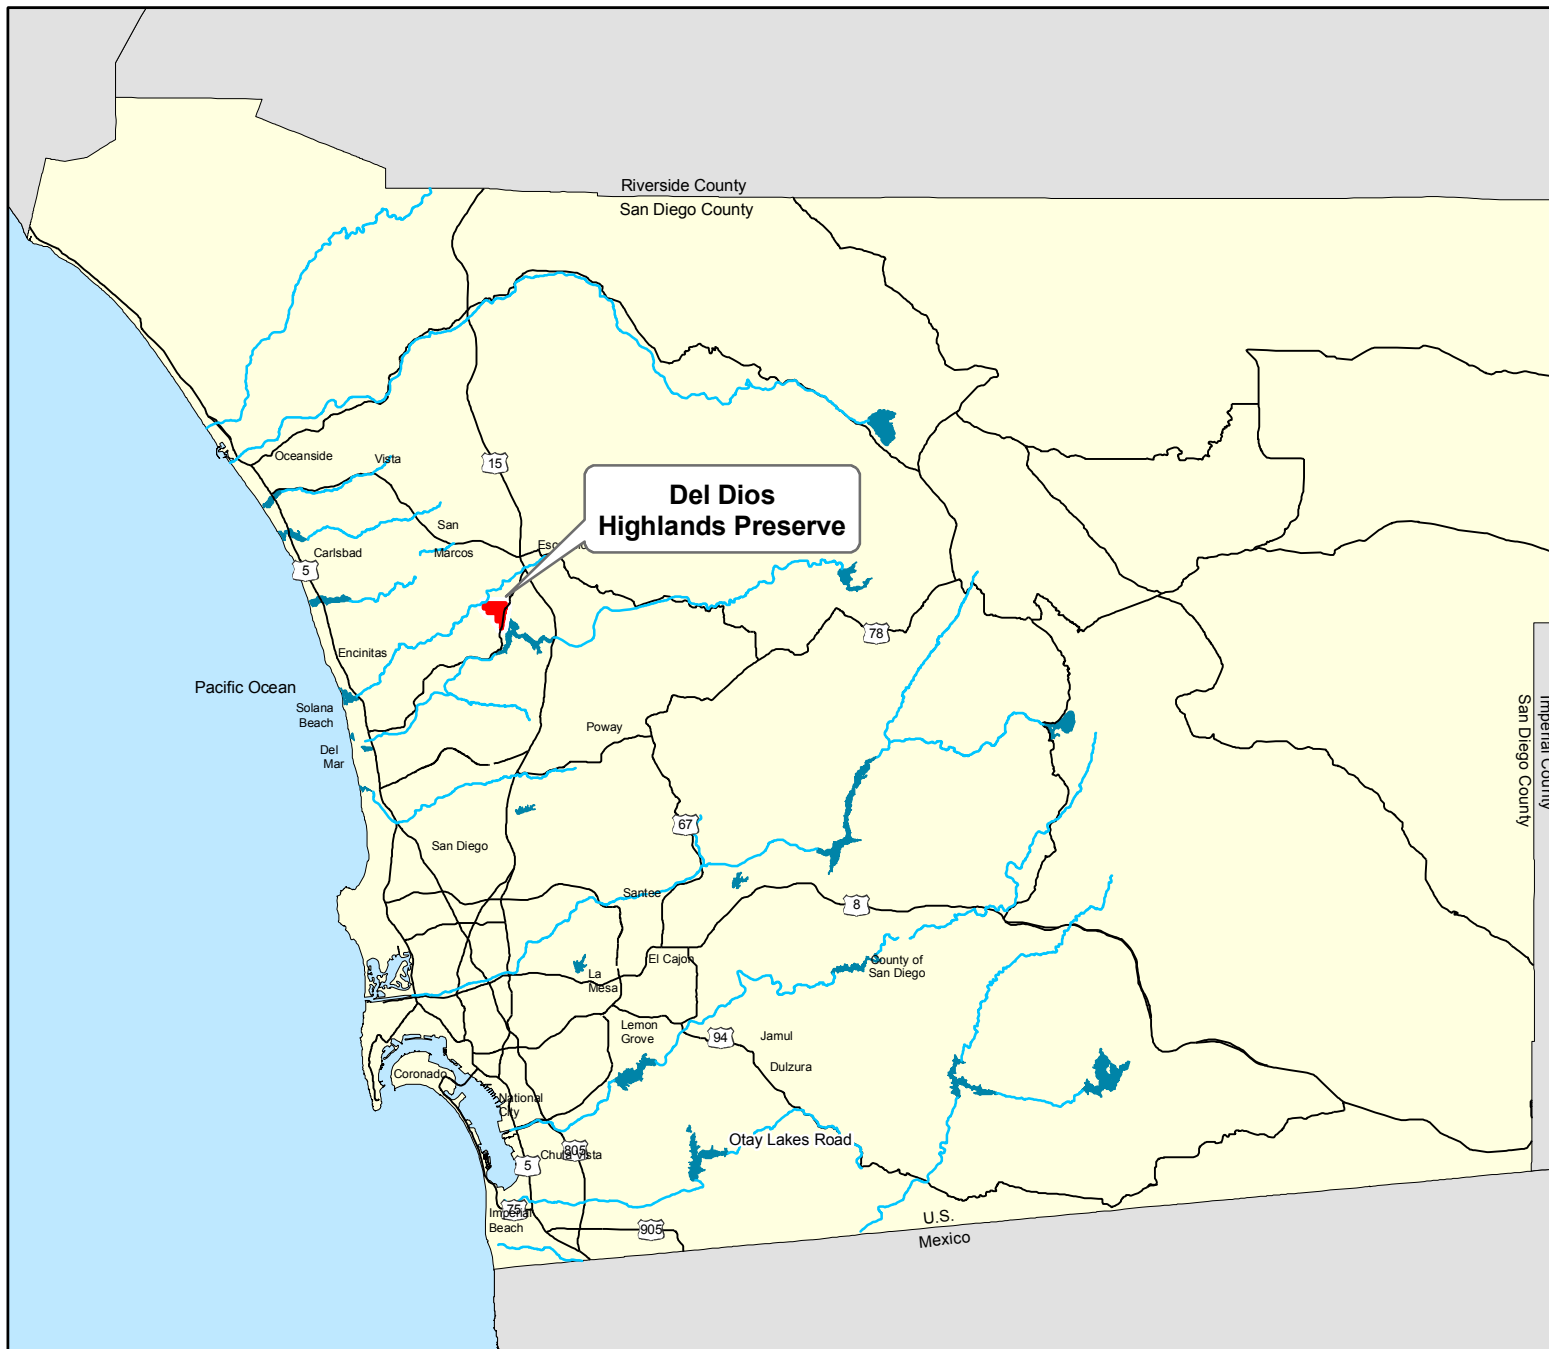 Riverside County
San Diego County
Oceanside
Vista
15
Del Dios
Highlands Preserve
San
Marcos
Carlsbad
5
78
Encinitas
Pacific Ocean
Solana
Beach
Del
Mar
Poway
Imperial County
San Diego County
67
San Diego
Santee
8
El Cajon
County of
San Diego
La
Mesa
Lemon
Grove
94
Jamul
Dulzura
Coronado
National
City
Otay Lakes Road
805
Chula Vista
5
75
Imperial
Beach
905
U.S.
Mexico